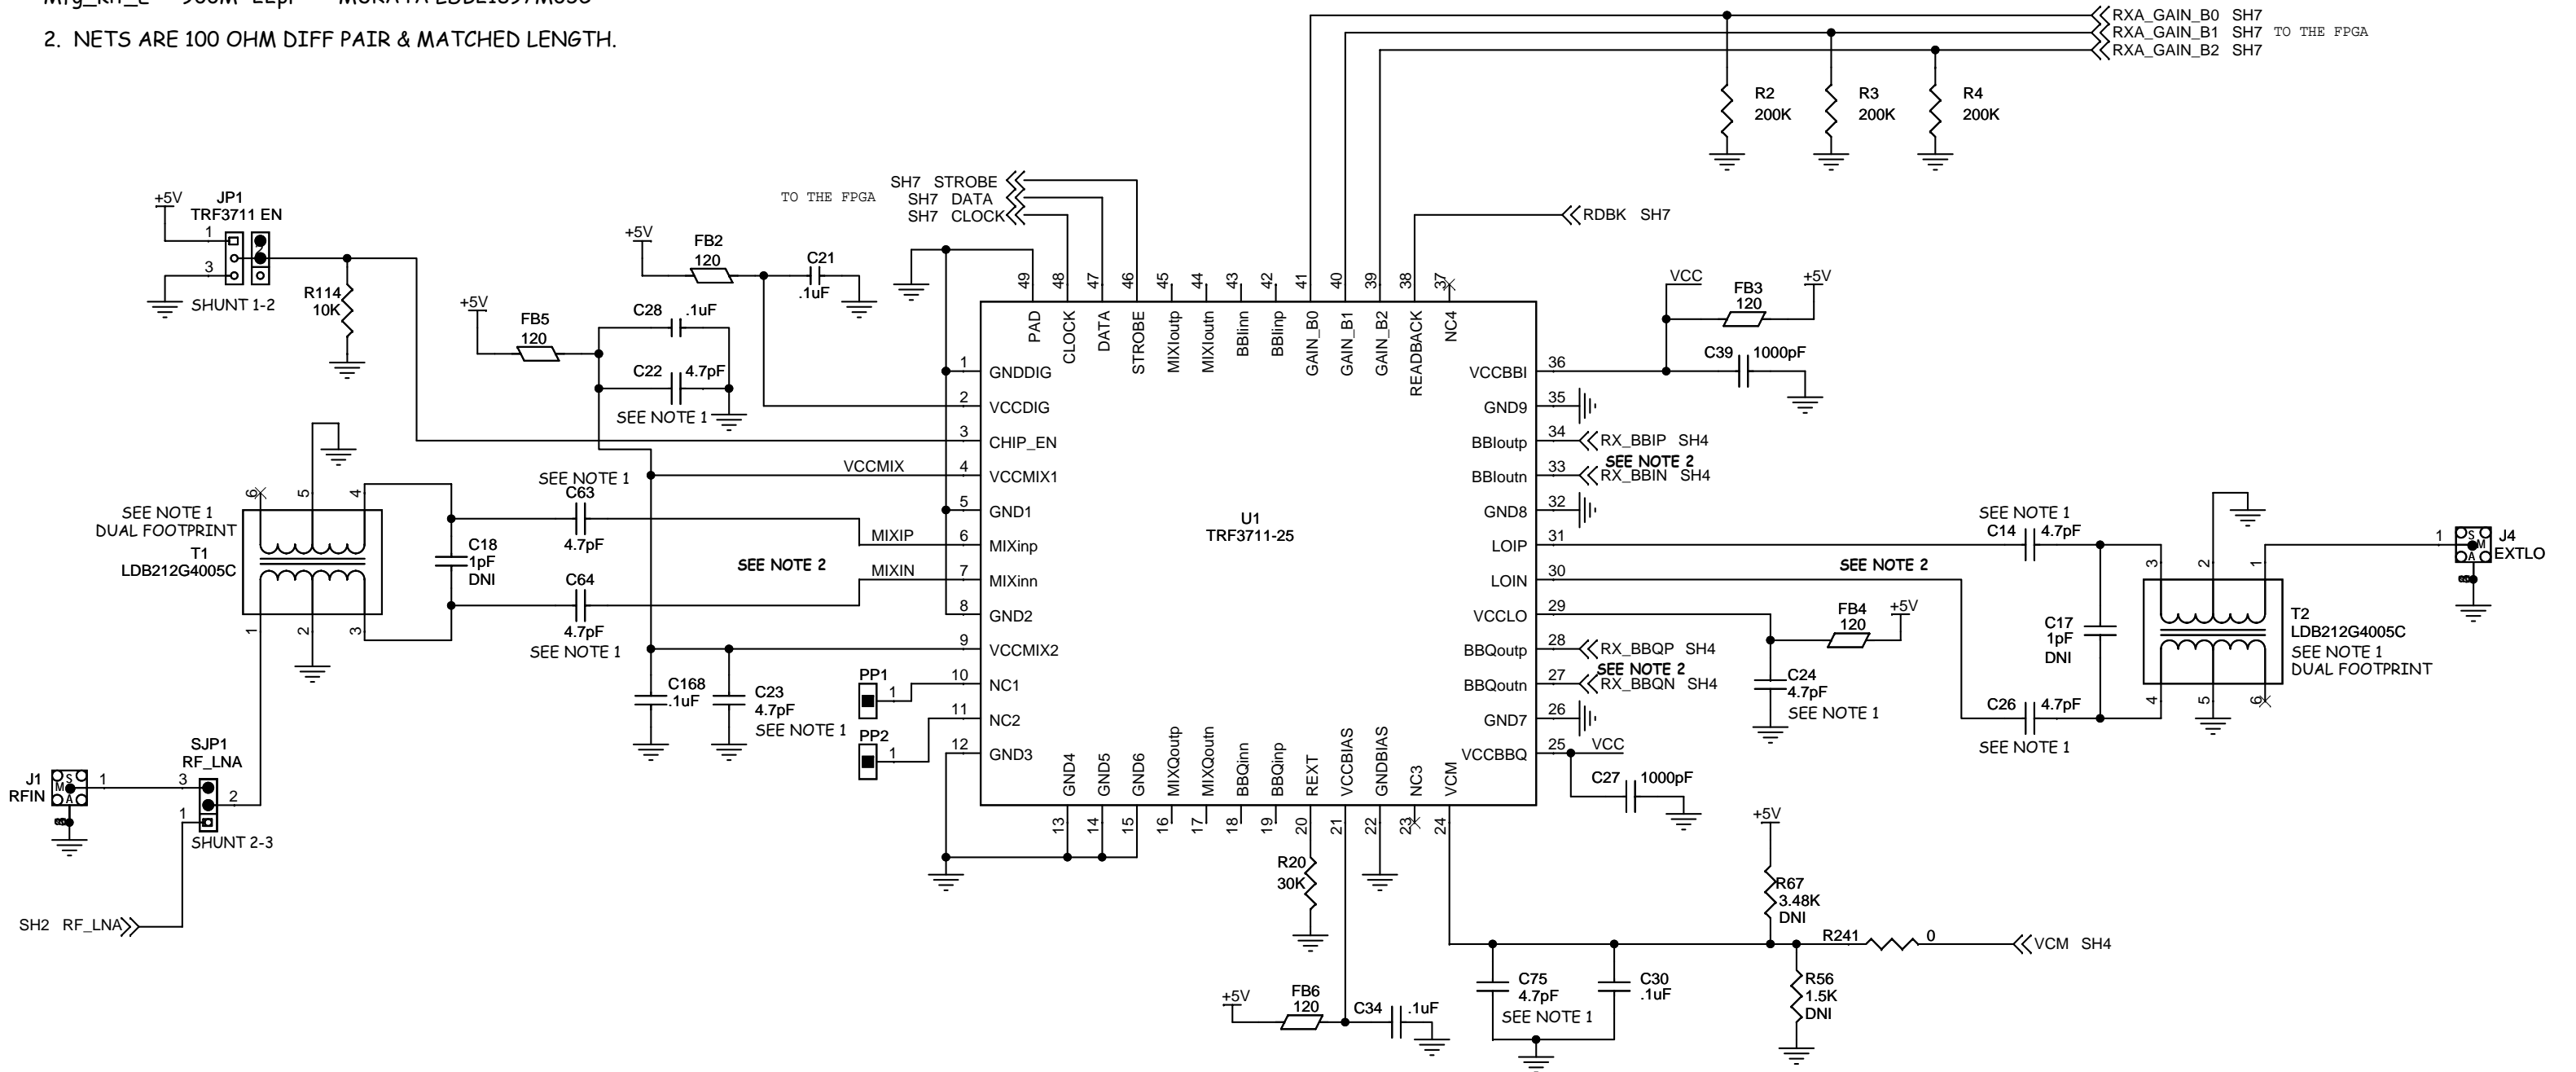 2. NETS ARE 100 OHM DIFF PAIR & MATCHED LENGTH.
RXA_GAIN_B0 SH7
RXA_GAIN_B1 SH7 TO THE FPGA
RXA_GAIN_B2 SH7
R2
200K
R3
200K
R4
200K
SH7 STROBE
TO THE FPGA SH7 DATA
SH7 CLOCK
RDBK SH7
+5V
JP1
TRF3711 EN
1
2
3
SHUNT 1-2
R114
10K
+5V
FB2
120
C21
.1uF
+5V
FB5
120
C28 .1uF
C22 4.7pF
SEE NOTE 1
VCC
FB3
120
+5V
C39 1000pF
49 48 47 46 45 44 43 42 41 40 39 38 37
PAD CLOCK DATA STROBE MIXIoutp MIXIoutn BBIinn BBIinp GAIN_B0 GAIN_B1 GAIN_B2 READBACK NC4
1 GNDDIG
2 VCCDIG
3 CHIP_EN
VCCMIX 4 VCCMIX1
5 GND1
MIXIP 6 MIXinp
MIXIN 7 MIXinn
8 GND2
9 VCCMIX2
10 NC1
11 NC2
12 GND3
U1
TRF3711-25
VCCBBI 36
GND9 35
BBIoutp 34 RX_BBIP SH4
SEE NOTE 2
BBIoutn 33 RX_BBIN SH4
GND8 32
LOIP 31
LOIN 30
VCCLO 29
BBQoutp 28 RX_BBQP SH4
SEE NOTE 2
BBQoutn 27 RX_BBQN SH4
GND7 26
VCCBBQ 25 VCC
GND4 GND5 GND6 MIXQoutp MIXQoutn BBQinn BBQinp REXT VCCBIAS GNDBIAS NC3 VCM
13 14 15 16 17 18 19 20 21 22 23 24
SEE NOTE 1
DUAL FOOTPRINT
T1
LDB212G4005C
6 5 4
1 2 3
C18
1pF
DNI
SEE NOTE 1
C63
4.7pF
SEE NOTE 2
C64
4.7pF
SEE NOTE 1
C168
.1uF
C23
4.7pF
SEE NOTE 1
PP1
1
PP2
1
SJP1
RF_LNA
3
2
1
SHUNT 2-3
J1
RFIN
1
S
M
A
SH2 RF_LNA
SEE NOTE 1
C14 4.7pF
SEE NOTE 2
C26 4.7pF
SEE NOTE 1
C17
1pF
DNI
3 2 1
4 5 6
T2
LDB212G4005C
SEE NOTE 1
DUAL FOOTPRINT
1
S
M
A
J4
EXTLO
FB4
120
+5V
C24
4.7pF
SEE NOTE 1
C27 1000pF
R20
30K
+5V
FB6
120
C34 .1uF
C75
4.7pF
SEE NOTE 1
C30
.1uF
+5V
R67
3.48K
DNI
R241 0
VCM SH4
R56
1.5K
DNI